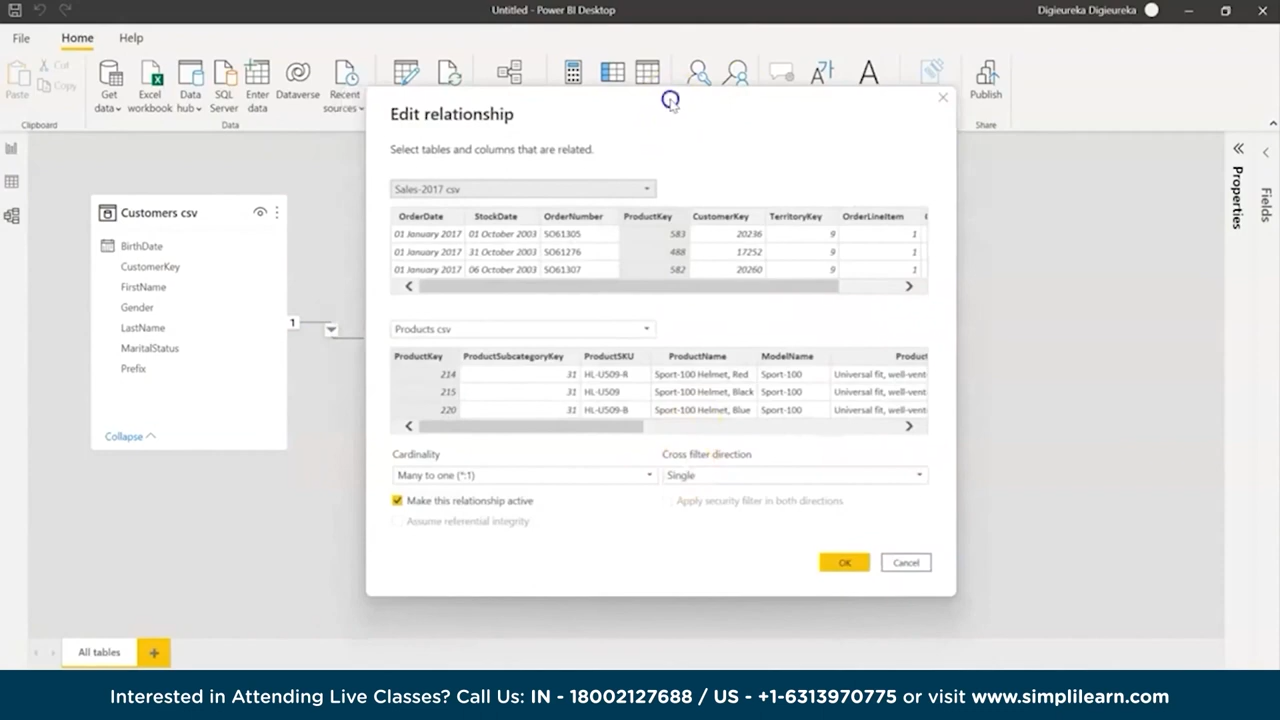 Untitled - Power BI Desktop
Digieureka Digieureka
File Home Help
Paste
Cut
Copy
Get data
Excel workbook
Data hub
SQL Server
Enter data
Dataverse
Recent sources
Publish
Clipboard
Data
Share
Edit relationship
Select tables and columns that are related.
Sales-2017 csv
OrderDate StockDate OrderNumber ProductKey CustomerKey TerritoryKey OrderLineItem
01 January 2017 01 October 2003 SO61305 583 20236 9 1
01 January 2017 31 October 2003 SO61276 488 17252 9 1
01 January 2017 06 October 2003 SO61307 582 20260 9 1
Products csv
ProductKey ProductSubcategoryKey ProductSKU ProductName ModelName Product
214 31 HL-U509-R Sport-100 Helmet, Red Sport-100 Universal fit, well-vent
215 31 HL-U509 Sport-100 Helmet, Black Sport-100 Universal fit, well-vent
220 31 HL-U509-B Sport-100 Helmet, Blue Sport-100 Universal fit, well-vent
Cardinality
Cross filter direction
Many to one (*:1)
Single
Make this relationship active
Apply security filter in both directions
Assume referential integrity
OK
Cancel
Customers csv
BirthDate
CustomerKey
FirstName
Gender
LastName
MaritalStatus
Prefix
Collapse
1
Properties
Fields
All tables
Interested in Attending Live Classes? Call Us: IN - 18002127688 / US - +1-6313970775 or visit www.simplilearn.com